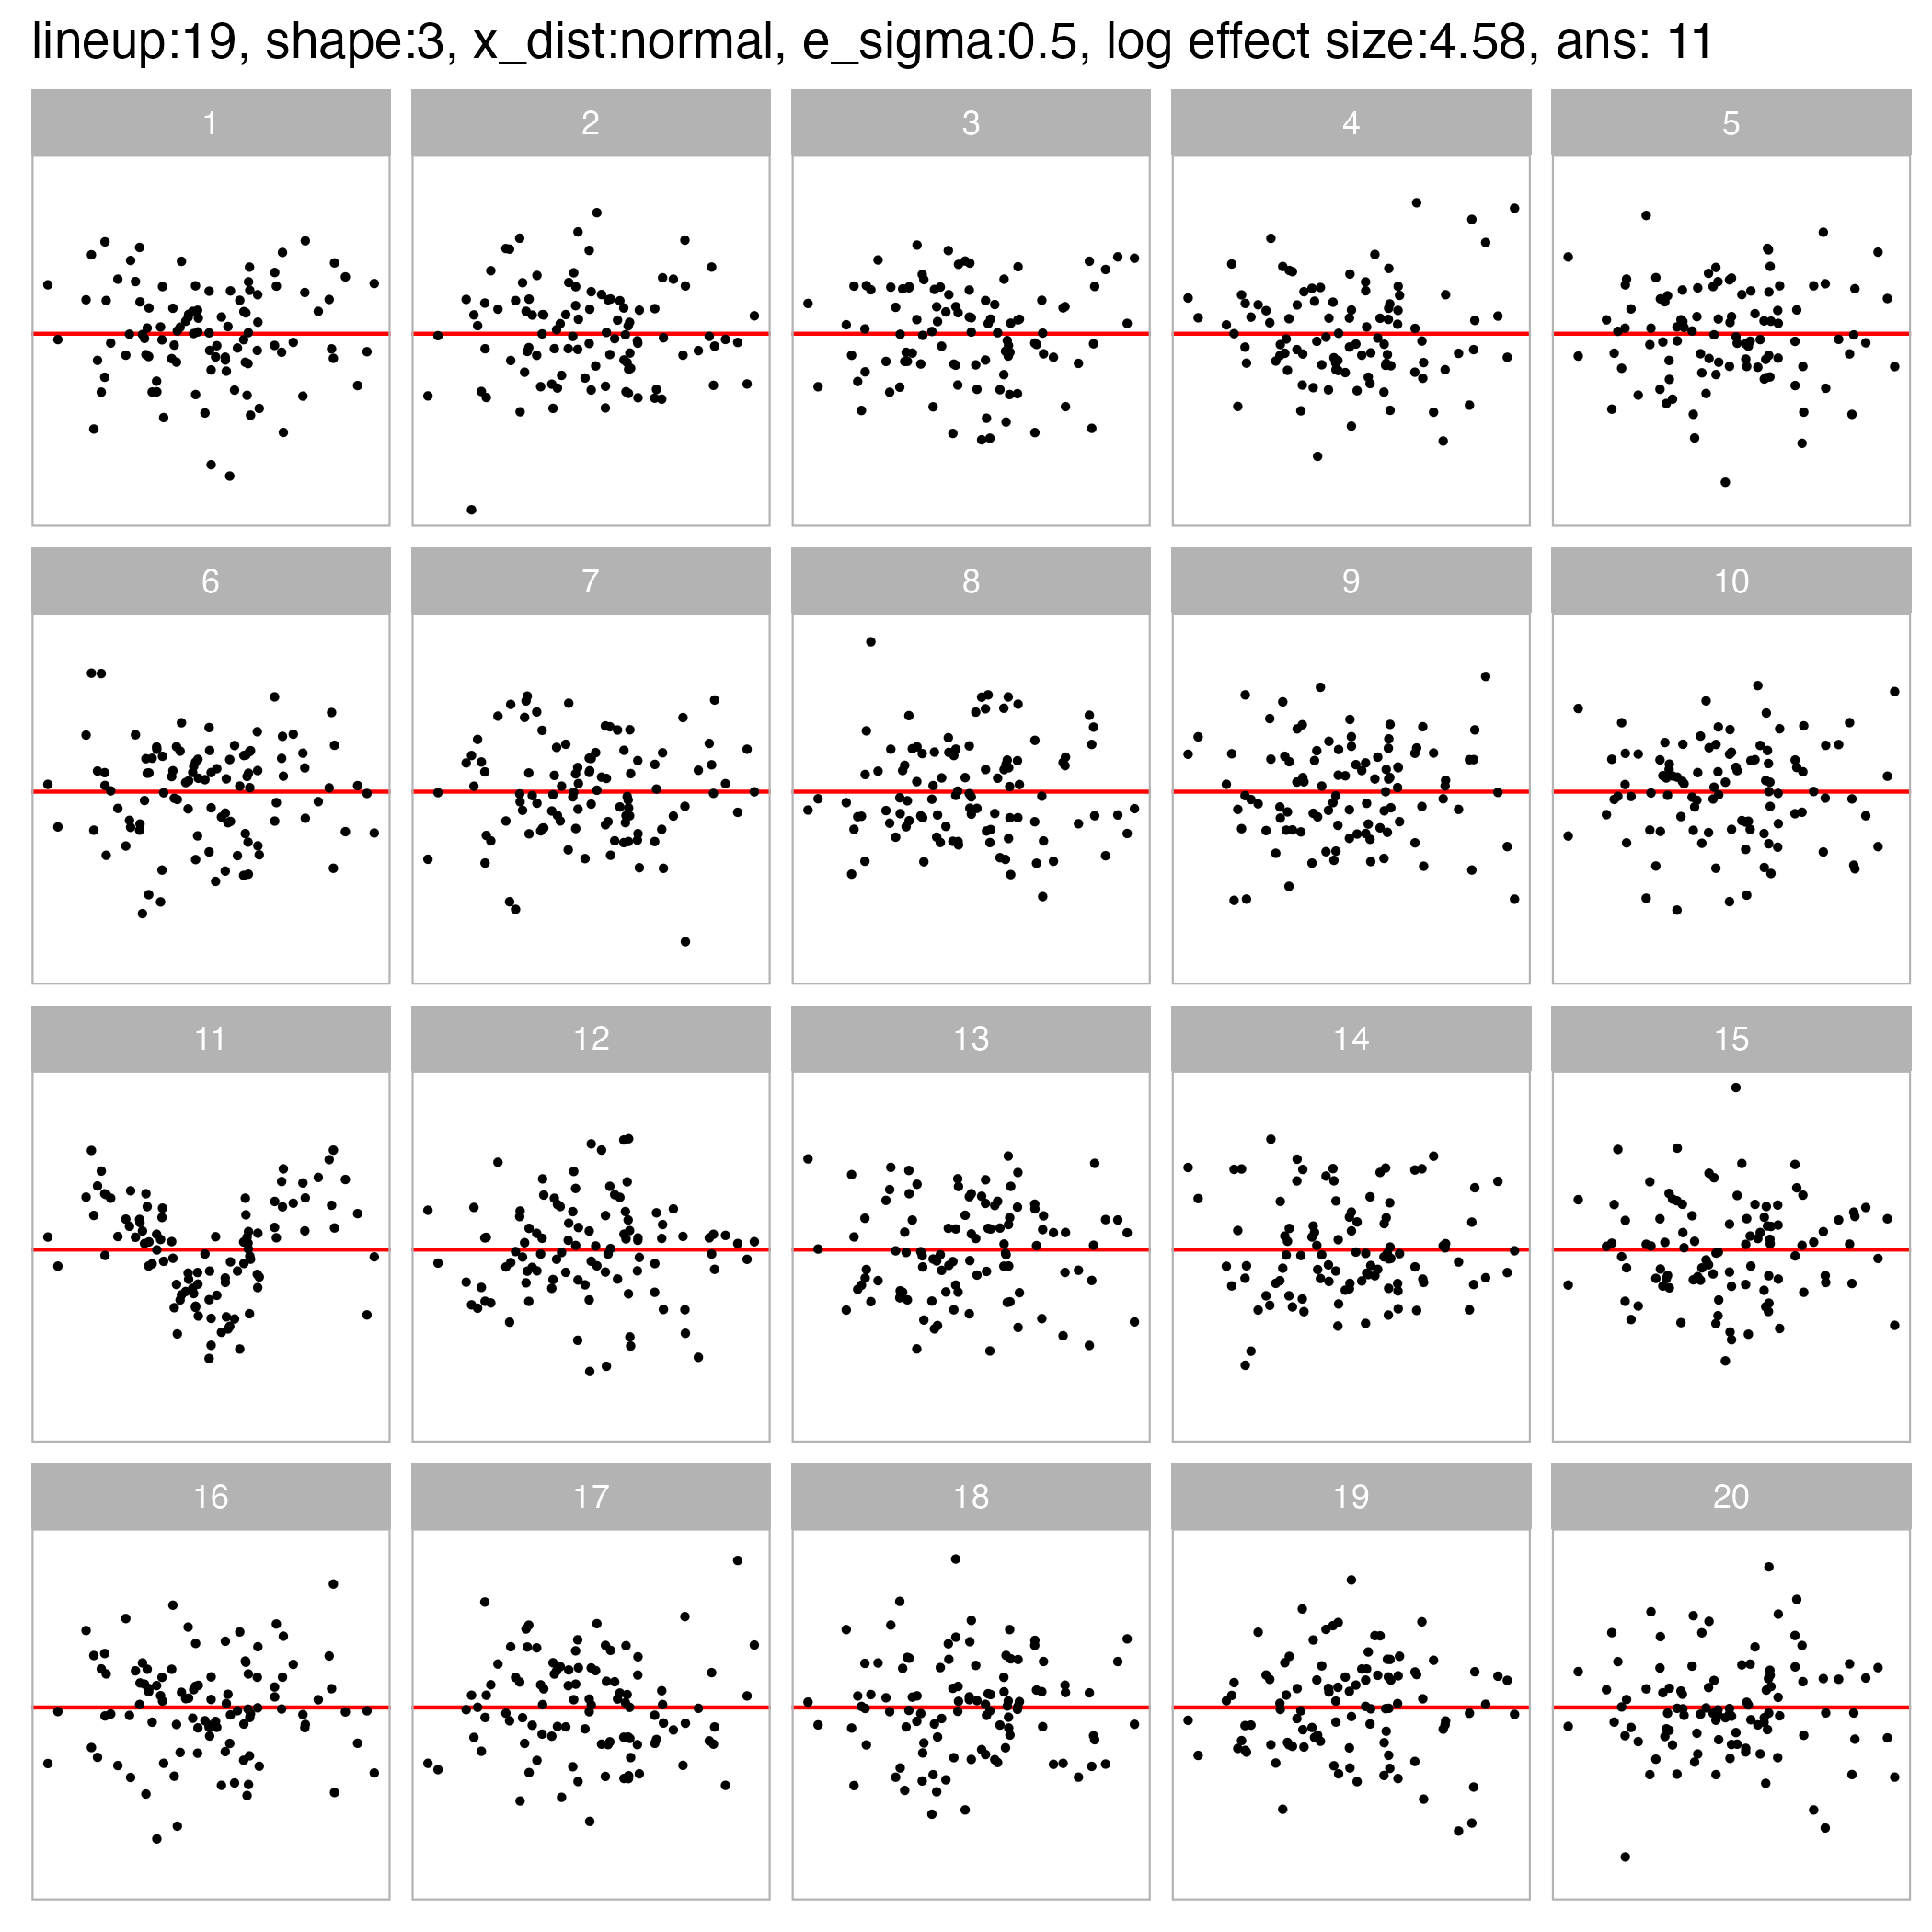 lineup:19, shape:3, x_dist:normal, e_sigma:0.5, log effect size:4.58, ans: 11
1 2 3 4 5
6 7 8 9 10
11 12 13 14 15
16 17 18 19 20